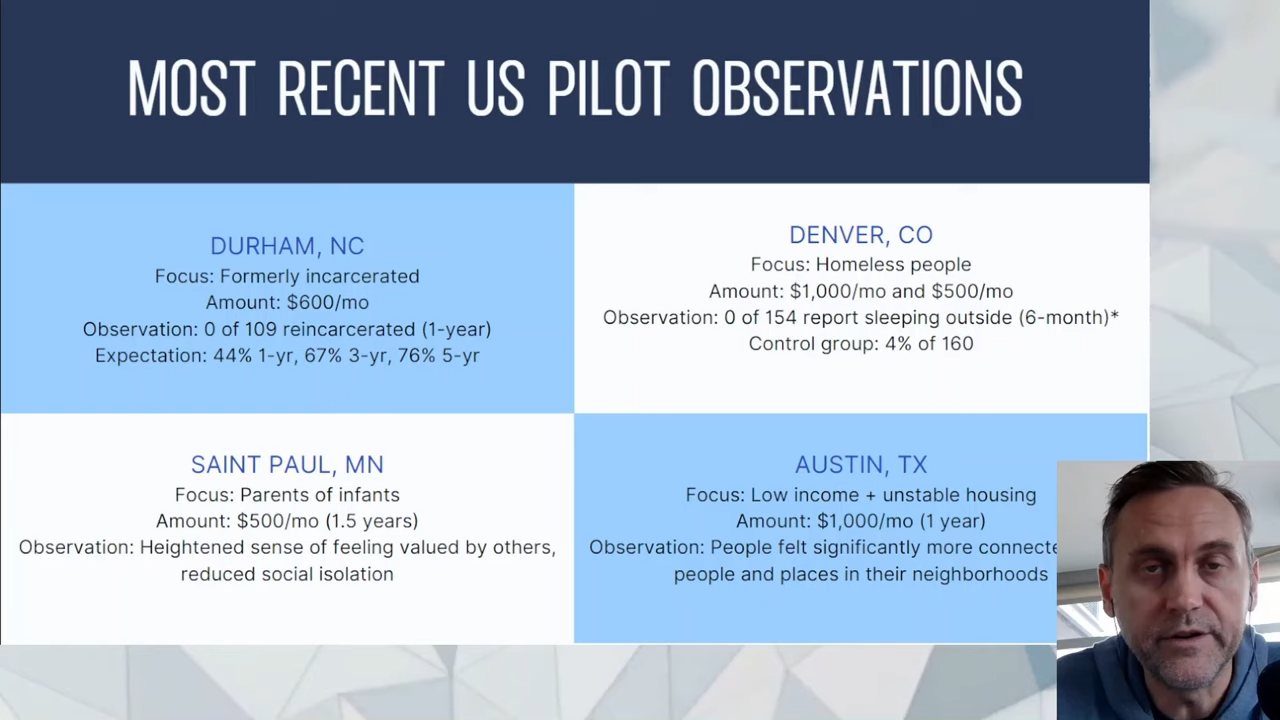 MOST RECENT US PILOT OBSERVATIONS
DURHAM, NC
Focus: Formerly incarcerated
Amount: $600/mo
Observation: 0 of 109 reincarcerated (1-year)
Expectation: 44% 1-yr, 67% 3-yr, 76% 5-yr
DENVER, CO
Focus: Homeless people
Amount: $1,000/mo and $500/mo
Observation: 0 of 154 report sleeping outside (6-month)*
Control group: 4% of 160
SAINT PAUL, MN
Focus: Parents of infants
Amount: $500/mo (1.5 years)
Observation: Heightened sense of feeling valued by others,
reduced social isolation
AUSTIN, TX
Focus: Low income + unstable housing
Amount: $1,000/mo (1 year)
Observation: People felt significantly more
people and places in their neighborhoods